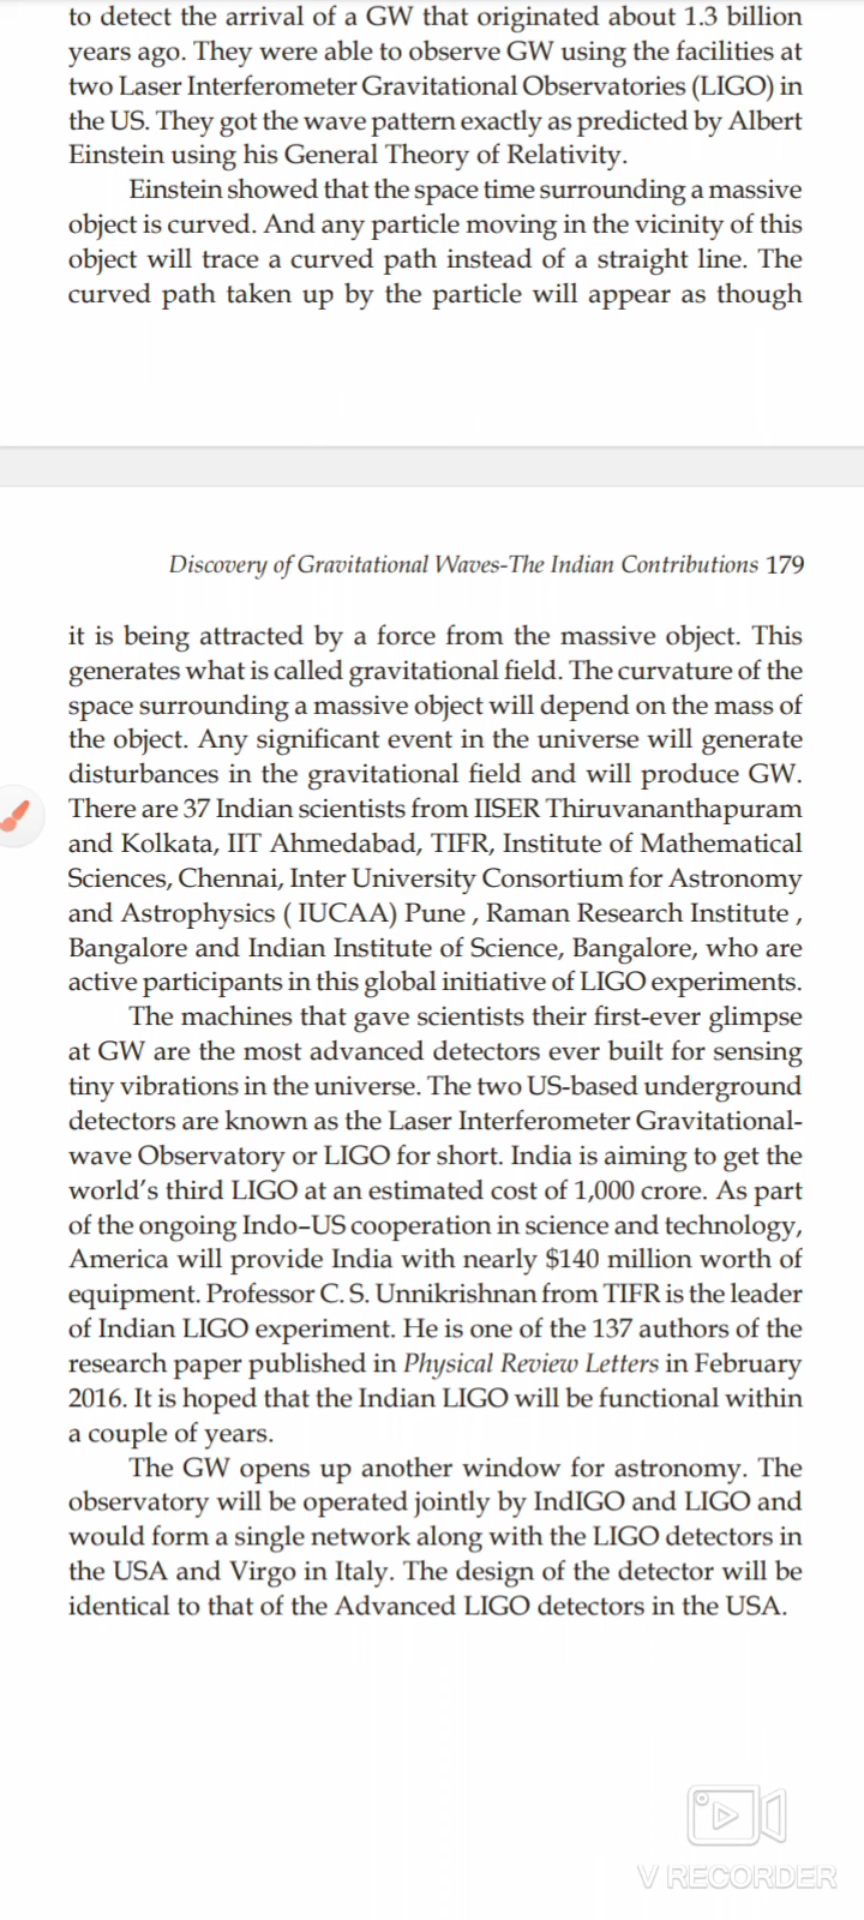 to detect the arrival of a GW that originated about 1.3 billion
years ago. They were able to observe GW using the facilities at
two Laser Interferometer Gravitational Observatories (LIGO) in
the US. They got the wave pattern exactly as predicted by Albert
Einstein using his General Theory of Relativity.
Einstein showed that the space time surrounding a massive
object is curved. And any particle moving in the vicinity of this
object will trace a curved path instead of a straight line. The
curved path taken up by the particle will appear as though
Discovery of Gravitational Waves-The Indian Contributions 179
it is being attracted by a force from the massive object. This
generates what is called gravitational field. The curvature of the
space surrounding a massive object will depend on the mass of
the object. Any significant event in the universe will generate
disturbances in the gravitational field and will produce GW.
There are 37 Indian scientists from IISER Thiruvananthapuram
and Kolkata, IIT Ahmedabad, TIFR, Institute of Mathematical
Sciences, Chennai, Inter University Consortium for Astronomy
and Astrophysics ( IUCAA) Pune , Raman Research Institute ,
Bangalore and Indian Institute of Science, Bangalore, who are
active participants in this global initiative of LIGO experiments.
The machines that gave scientists their first-ever glimpse
at GW are the most advanced detectors ever built for sensing
tiny vibrations in the universe. The two US-based underground
detectors are known as the Laser Interferometer Gravitational-
wave Observatory or LIGO for short. India is aiming to get the
world's third LIGO at an estimated cost of 1,000 crore. As part
of the ongoing Indo–US cooperation in science and technology,
America will provide India with nearly $140 million worth of
equipment. Professor C. S. Unnikrishnan from TIFR is the leader
of Indian LIGO experiment. He is one of the 137 authors of the
research paper published in Physical Review Letters in February
2016. It is hoped that the Indian LIGO will be functional within
a couple of years.
The GW opens up another window for astronomy. The
observatory will be operated jointly by IndIGO and LIGO and
would form a single network along with the LIGO detectors in
the USA and Virgo in Italy. The design of the detector will be
identical to that of the Advanced LIGO detectors in the USA.
V RECORDER